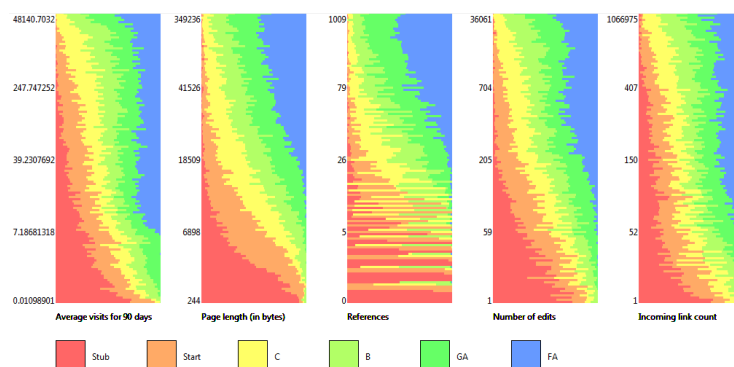 48140.7032
247.747252
39.2307692
7.18681318
0.01098901
Average visits for 90 days
349236
41526
18509
6898
244
Page length (in bytes)
1009
79
26
5
0
References
36061
704
205
59
1
Number of edits
1066975
407
150
52
1
Incoming link count
Stub
Start
C
B
GA
FA